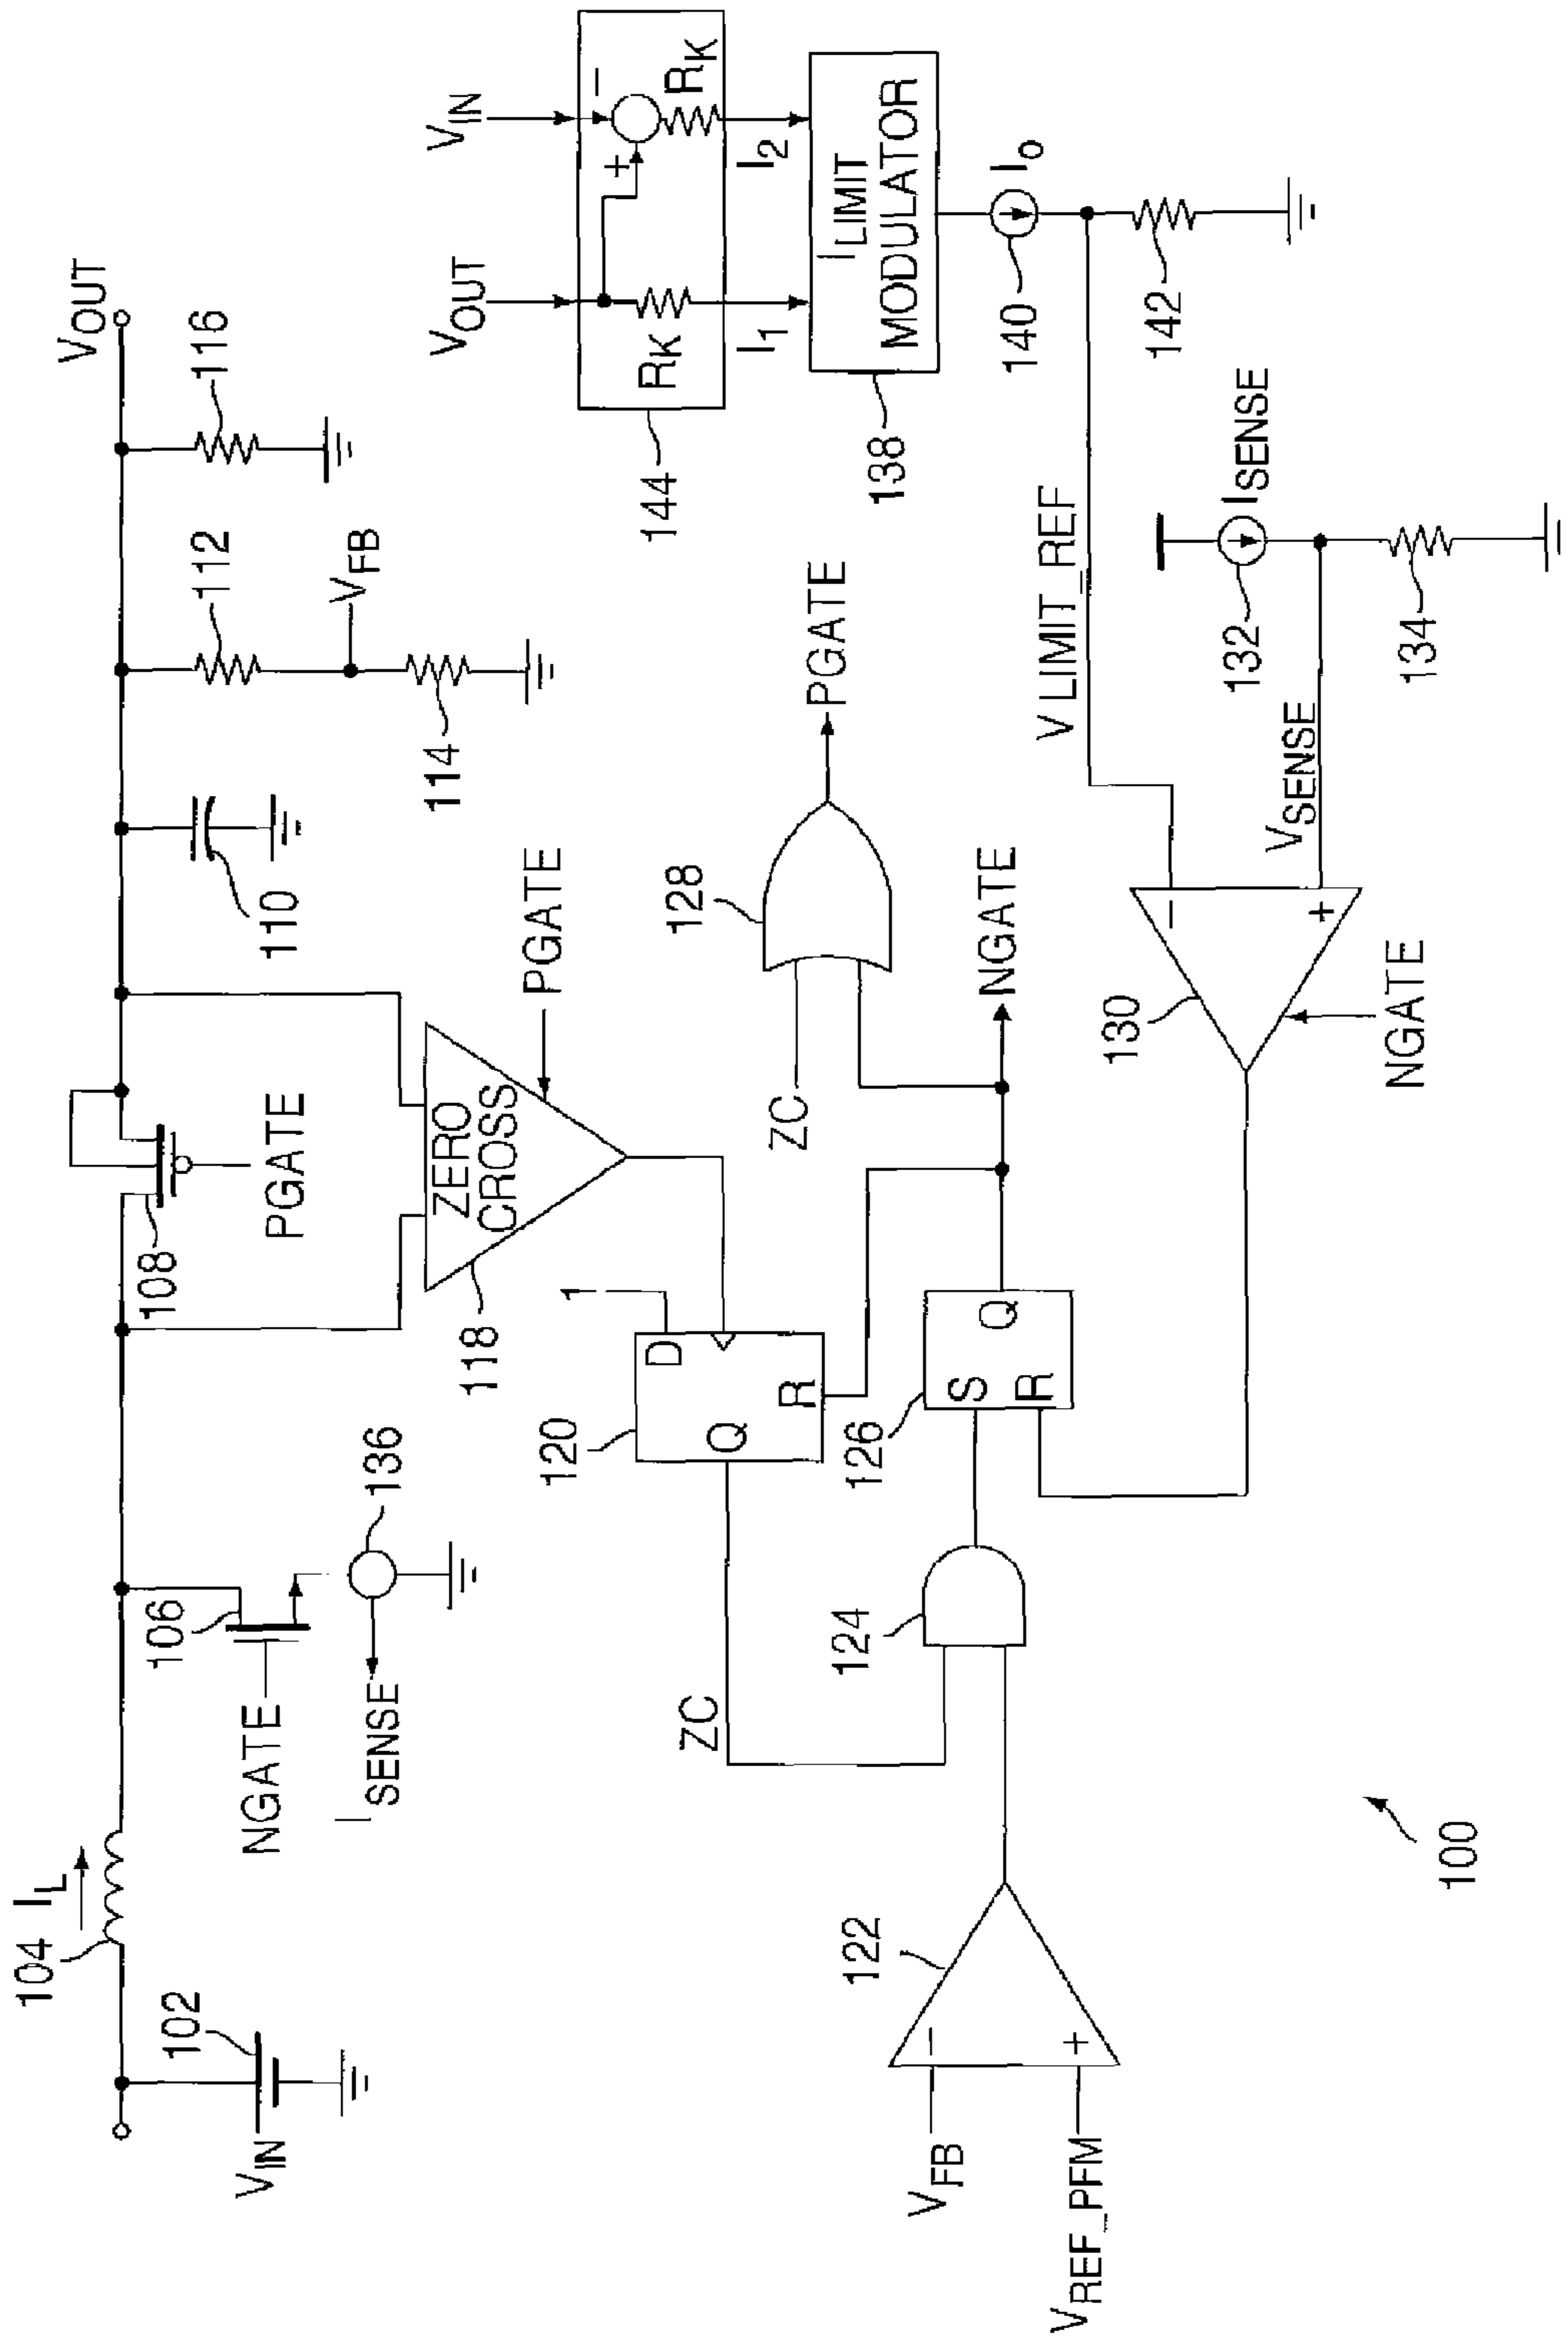 104 I_L
V_OUT
102
V_IN
106
NGATE
136
I_SENSE
108
PGATE
110
112
V_FB
114
116
ZERO
CROSS
118
PGATE
V_OUT
V_IN
+
−
R_K
R_K
144
I_1
I_2
I_LIMIT
MODULATOR
138
140
I_O
142
1
D
Q
R
120
ZC
124
S
R
Q
126
ZC
128
PGATE
NGATE
V_FB
V_REF_PFM
−
+
122
130
−
+
NGATE
V LIMIT_REF
V_SENSE
132
I_SENSE
134
100